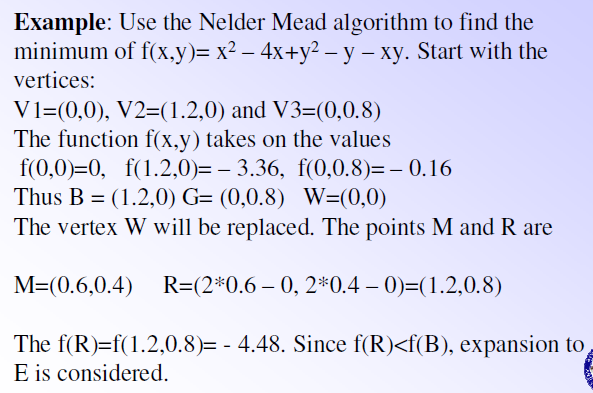 Example: Use the Nelder Mead algorithm to find the
minimum of f(x,y)= x² – 4x+y² – y – xy. Start with the
vertices:
V1=(0,0), V2=(1.2,0) and V3=(0,0.8)
The function f(x,y) takes on the values
f(0,0)=0, f(1.2,0)= – 3.36, f(0,0.8)= – 0.16
Thus B = (1.2,0) G= (0,0.8) W=(0,0)
The vertex W will be replaced. The points M and R are
M=(0.6,0.4) R=(2*0.6 – 0, 2*0.4 – 0)=(1.2,0.8)
The f(R)=f(1.2,0.8)= - 4.48. Since f(R)<f(B), expansion to
E is considered.